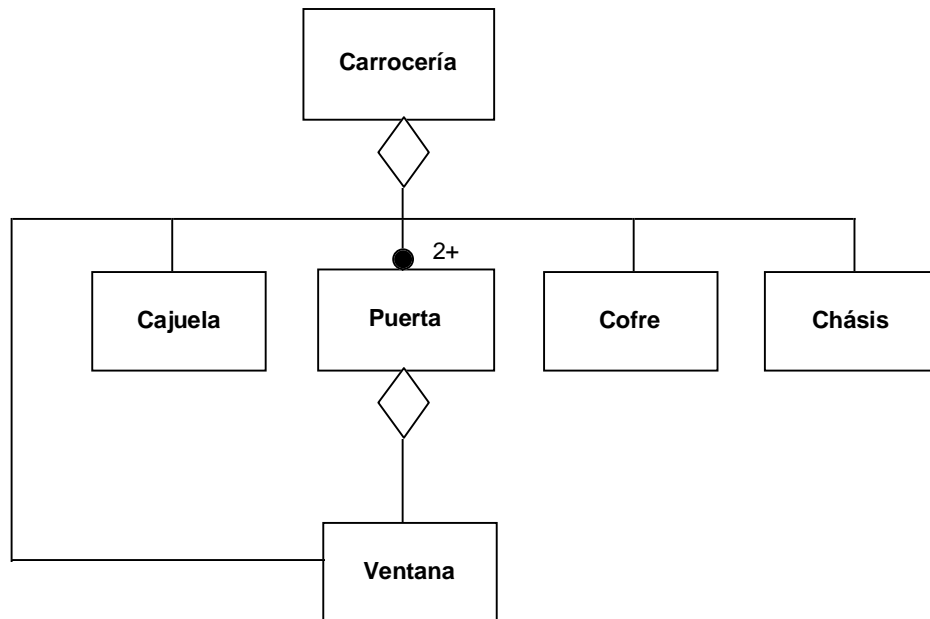 Carrocería
2+
Cajuela
Puerta
Cofre
Chásis
Ventana